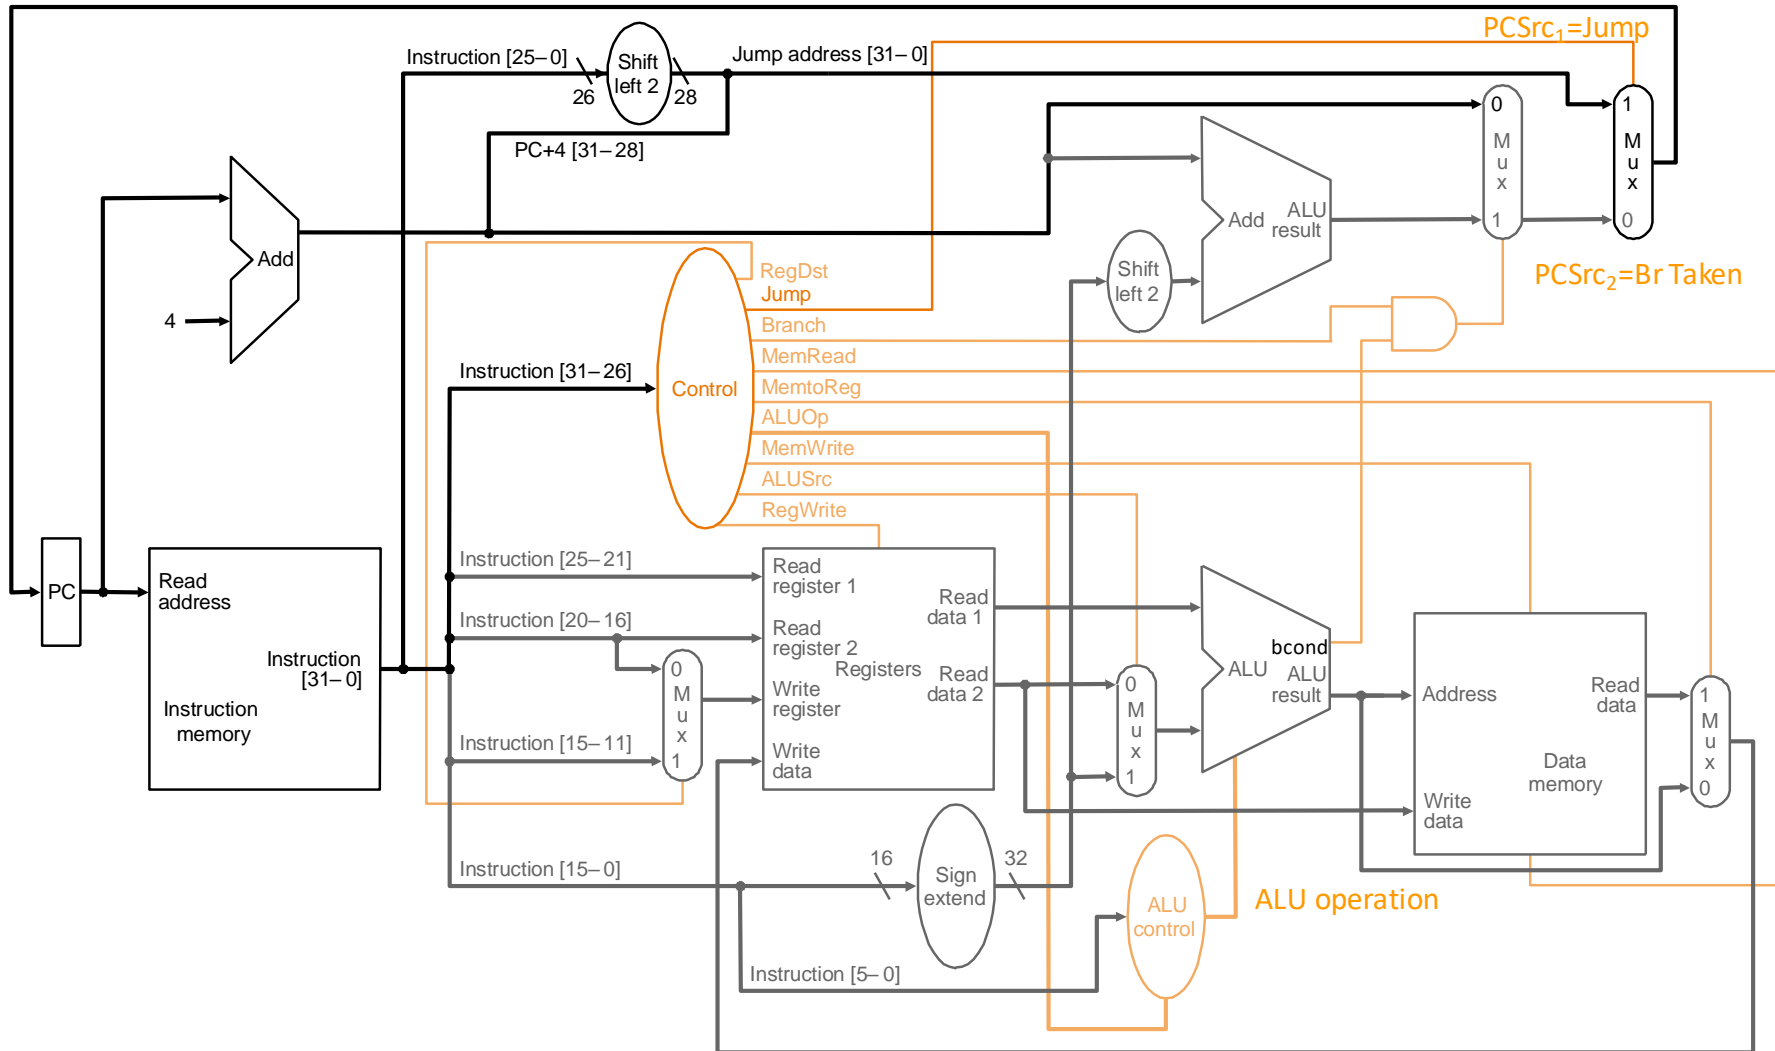 PCSrc1=Jump
Instruction [25–0]
26
Shift
left 2
28
Jump address [31–0]
PC+4 [31–28]
0
M
u
x
1
1
M
u
x
0
Add
4
Add
ALU
result
Shift
left 2
PCSrc2=Br Taken
RegDst
Jump
Branch
MemRead
MemtoReg
ALUOp
MemWrite
ALUSrc
RegWrite
Control
Instruction [31–26]
PC
Read
address
Instruction
[31–0]
Instruction
memory
Instruction [25–21]
Instruction [20–16]
Instruction [15–11]
Instruction [15–0]
Instruction [5–0]
0
M
u
x
1
Read
register 1
Read
register 2
Registers
Write
register
Write
data
Read
data 1
Read
data 2
0
M
u
x
1
bcond
ALU
ALU
result
Address
Read
data
Data
memory
Write
data
1
M
u
x
0
16
Sign
extend
32
ALU
control
ALU operation